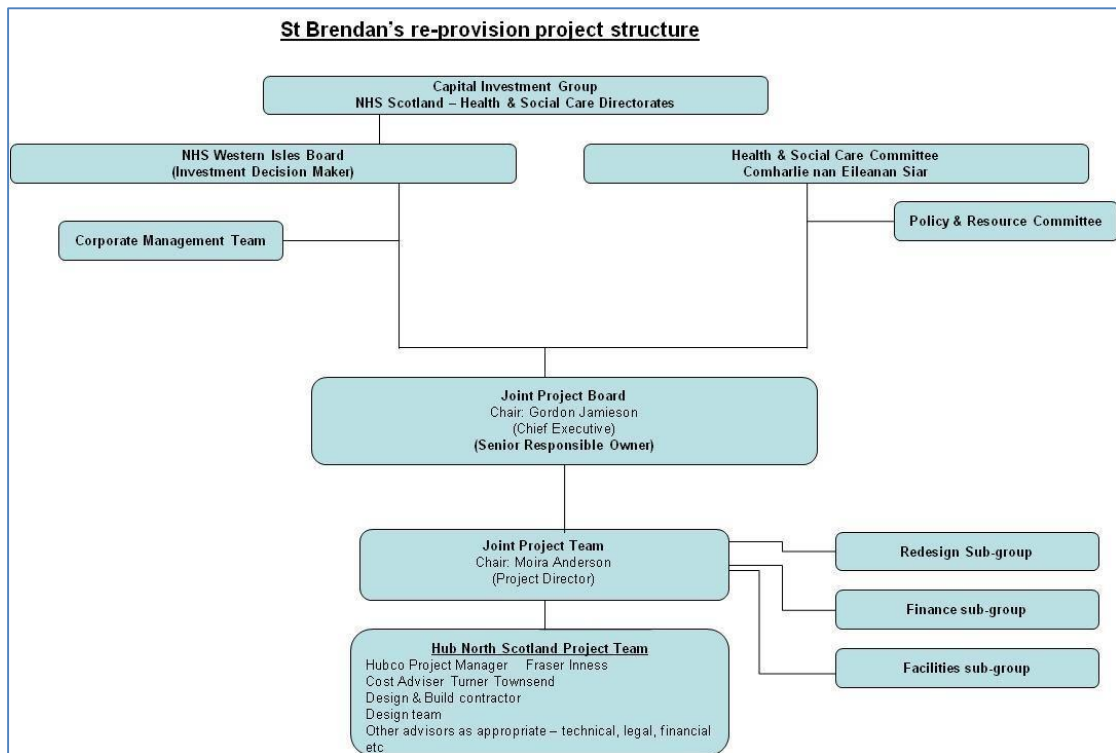 St Brendan's re-provision project structure
Capital Investment Group
NHS Scotland – Health & Social Care Directorates
NHS Western Isles Board
(Investment Decision Maker)
Health & Social Care Committee
Comharlie nan Eileanan Siar
Corporate Management Team
Policy & Resource Committee
Joint Project Board
Chair: Gordon Jamieson
(Chief Executive)
(Senior Responsible Owner)
Joint Project Team
Chair: Moira Anderson
(Project Director)
Redesign Sub-group
Finance sub-group
Facilities sub-group
Hub North Scotland Project Team
Hubco Project Manager Fraser Inness
Cost Adviser Turner Townsend
Design & Build contractor
Design team
Other advisors as appropriate – technical, legal, financial
etc